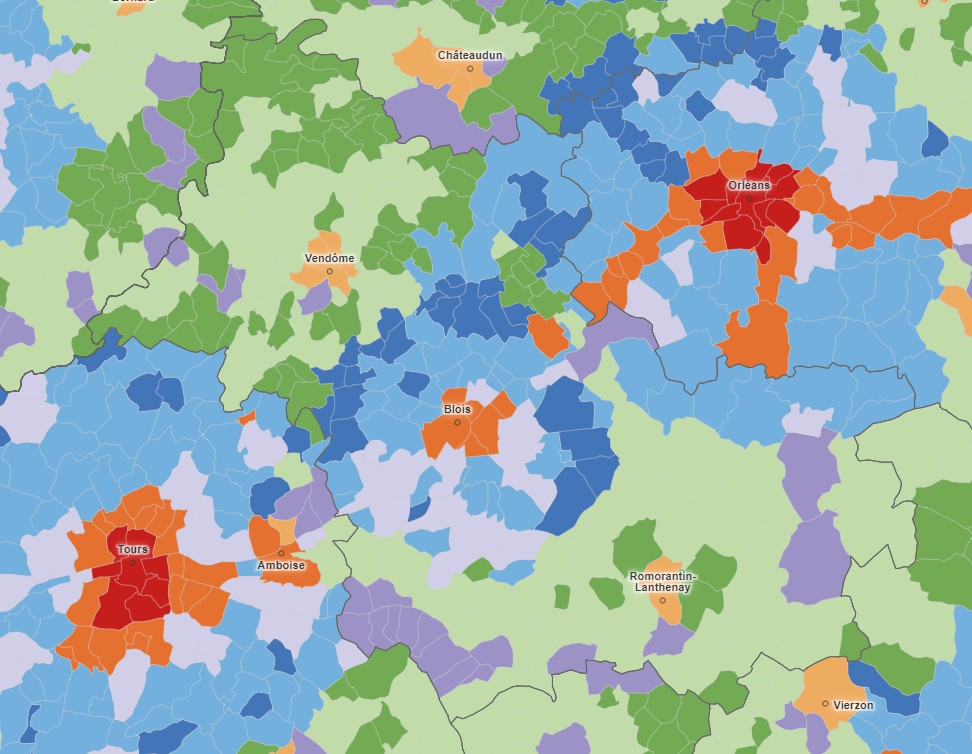 Châteaudun
Orléans
Vendôme
Blois
Tours
Amboise
Romorantin-
Lanthenay
Vierzon